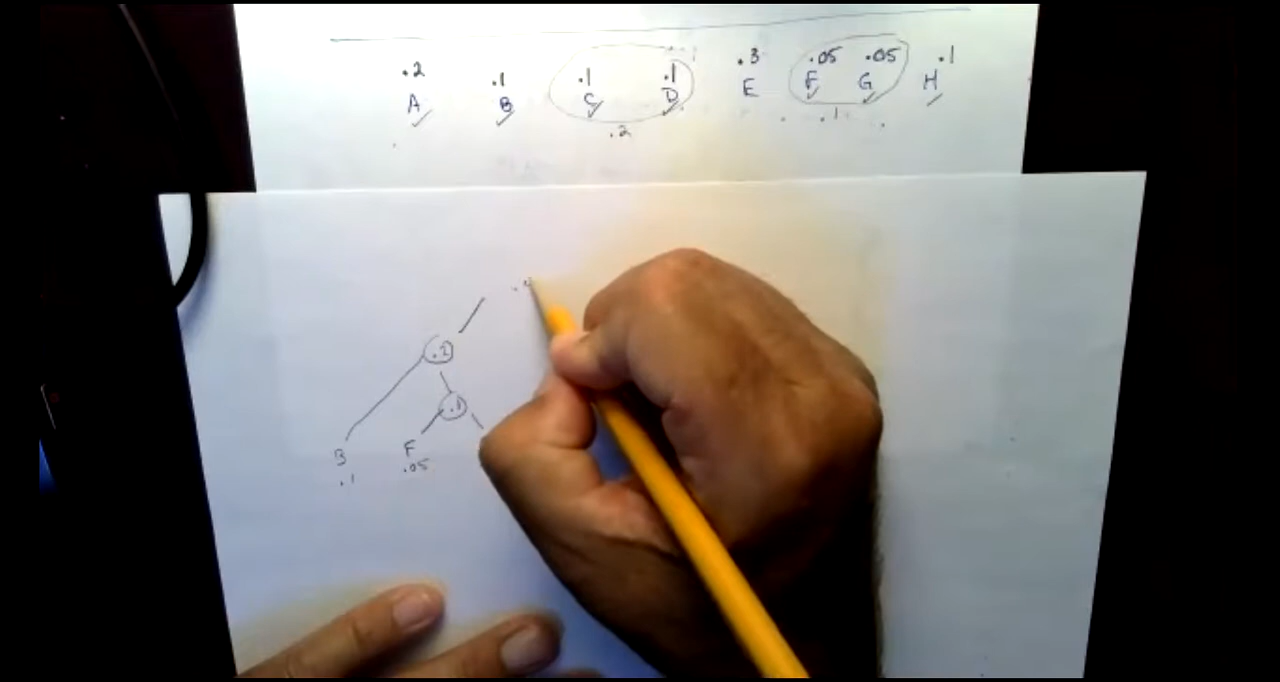 .2 .1 .1 .1 .3 .05 .05 .1
A B C D E F G H
.2 .1
.2
.1
B F
.1 .05